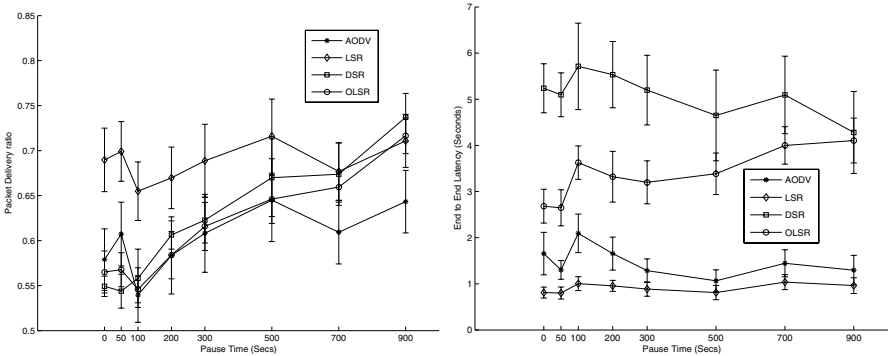 0.85
0.8
0.75
0.7
0.65
0.6
0.55
0.5
Packet Delivery ratio
0 50 100 200 300 500 700 900
Pause Time (Secs)
AODV
LSR
DSR
OLSR
7
6
5
4
3
2
1
0
End to End Latency (Seconds)
0 50 100 200 300 500 700 900
Pause Time (Secs)
AODV
LSR
DSR
OLSR